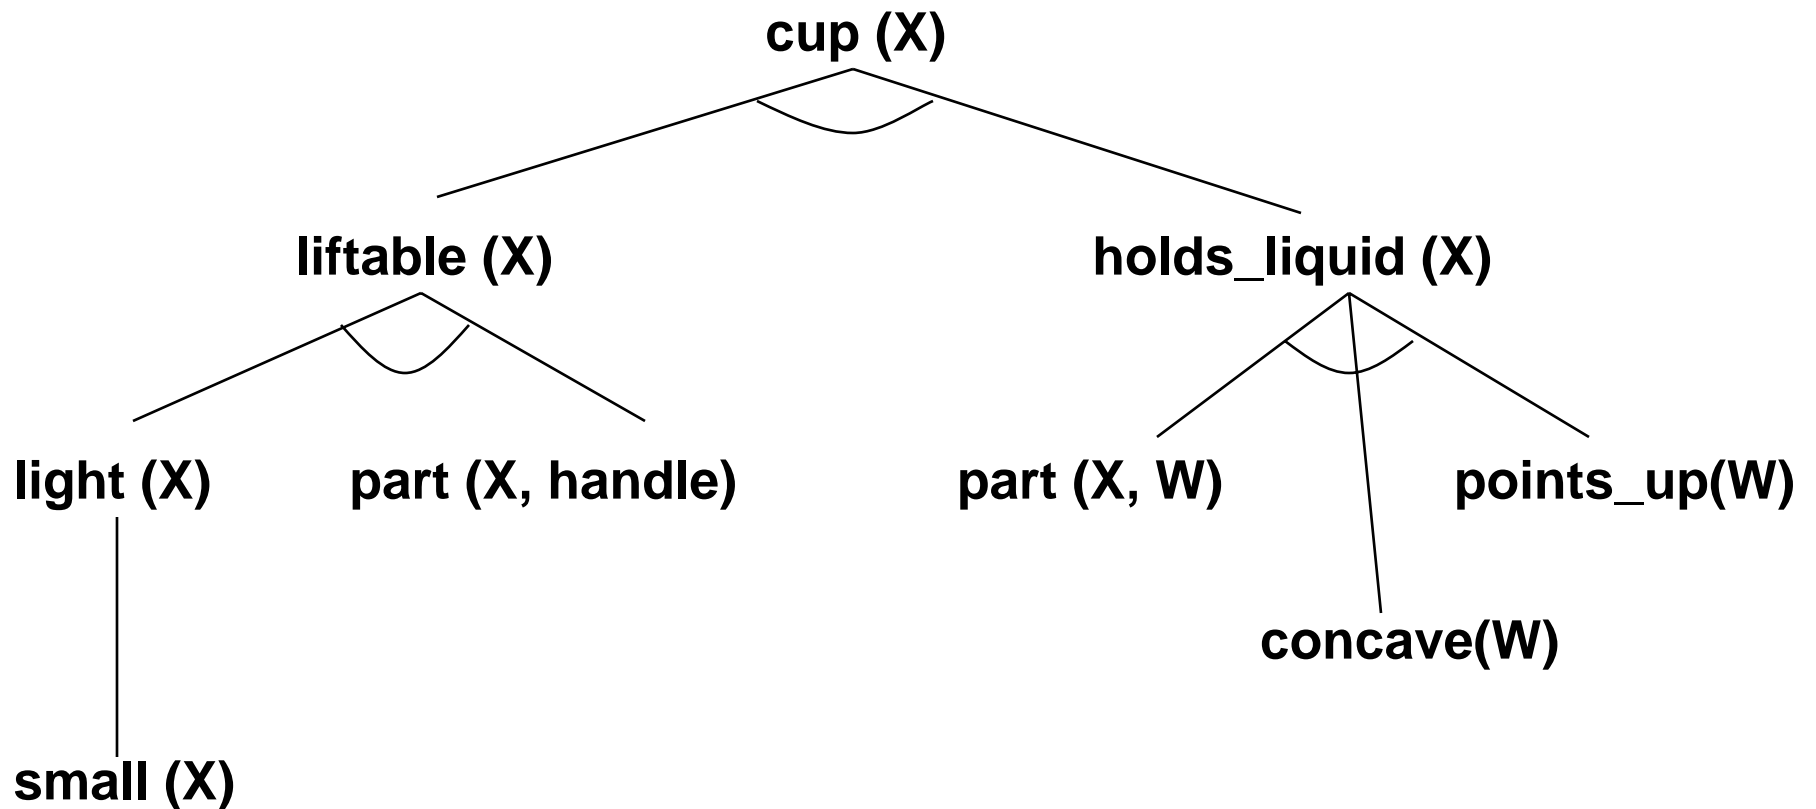 cup (X)
liftable (X)
holds_liquid (X)
light (X)
part (X, handle)
part (X, W)
points_up(W)
concave(W)
small (X)